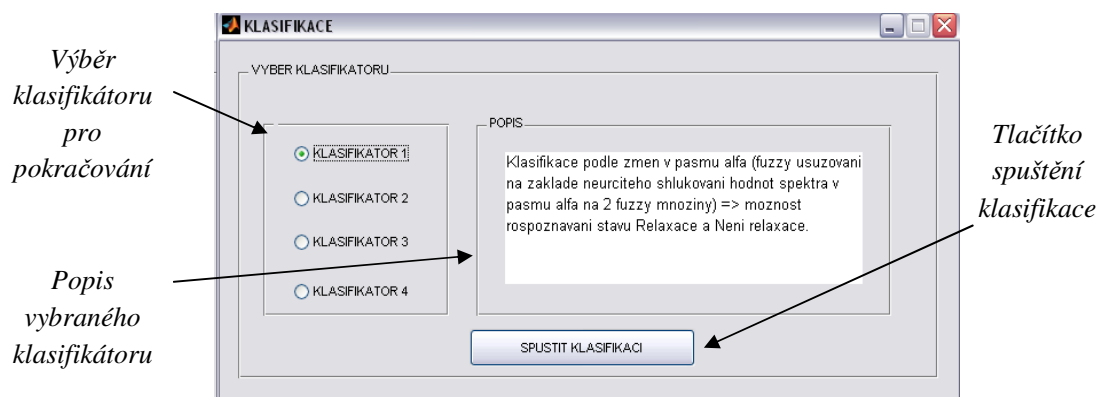 KLASIFIKACE
VYBER KLASIFIKATORU
Výběr
klasifikátoru
pro
pokračování
KLASIFIKATOR 1
KLASIFIKATOR 2
KLASIFIKATOR 3
KLASIFIKATOR 4
POPIS
Klasifikace podle zmen v pasmu alfa (fuzzy usuzovani
na zaklade neurciteho shlukovani hodnot spektra v
pasmu alfa na 2 fuzzy mnoziny) => moznost
rospoznavani stavu Relaxace a Neni relaxace.
Tlačítko
spuštění
klasifikace
Popis
vybraného
klasifikátoru
SPUSTIT KLASIFIKACI